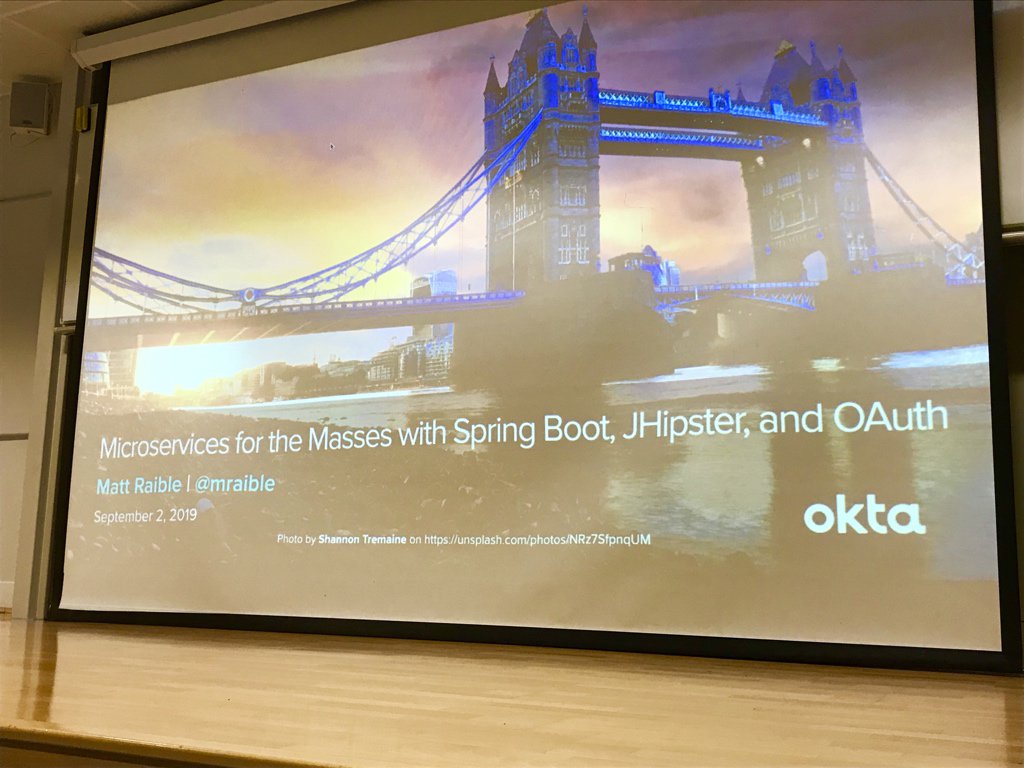 Microservices for the Masses with Spring Boot, JHipster, and OAuth
Matt Raible | @mraible
September 2, 2019
okta
Photo by Shannon Tremaine on https://unsplash.com/photos/NRz7SfpnqUM